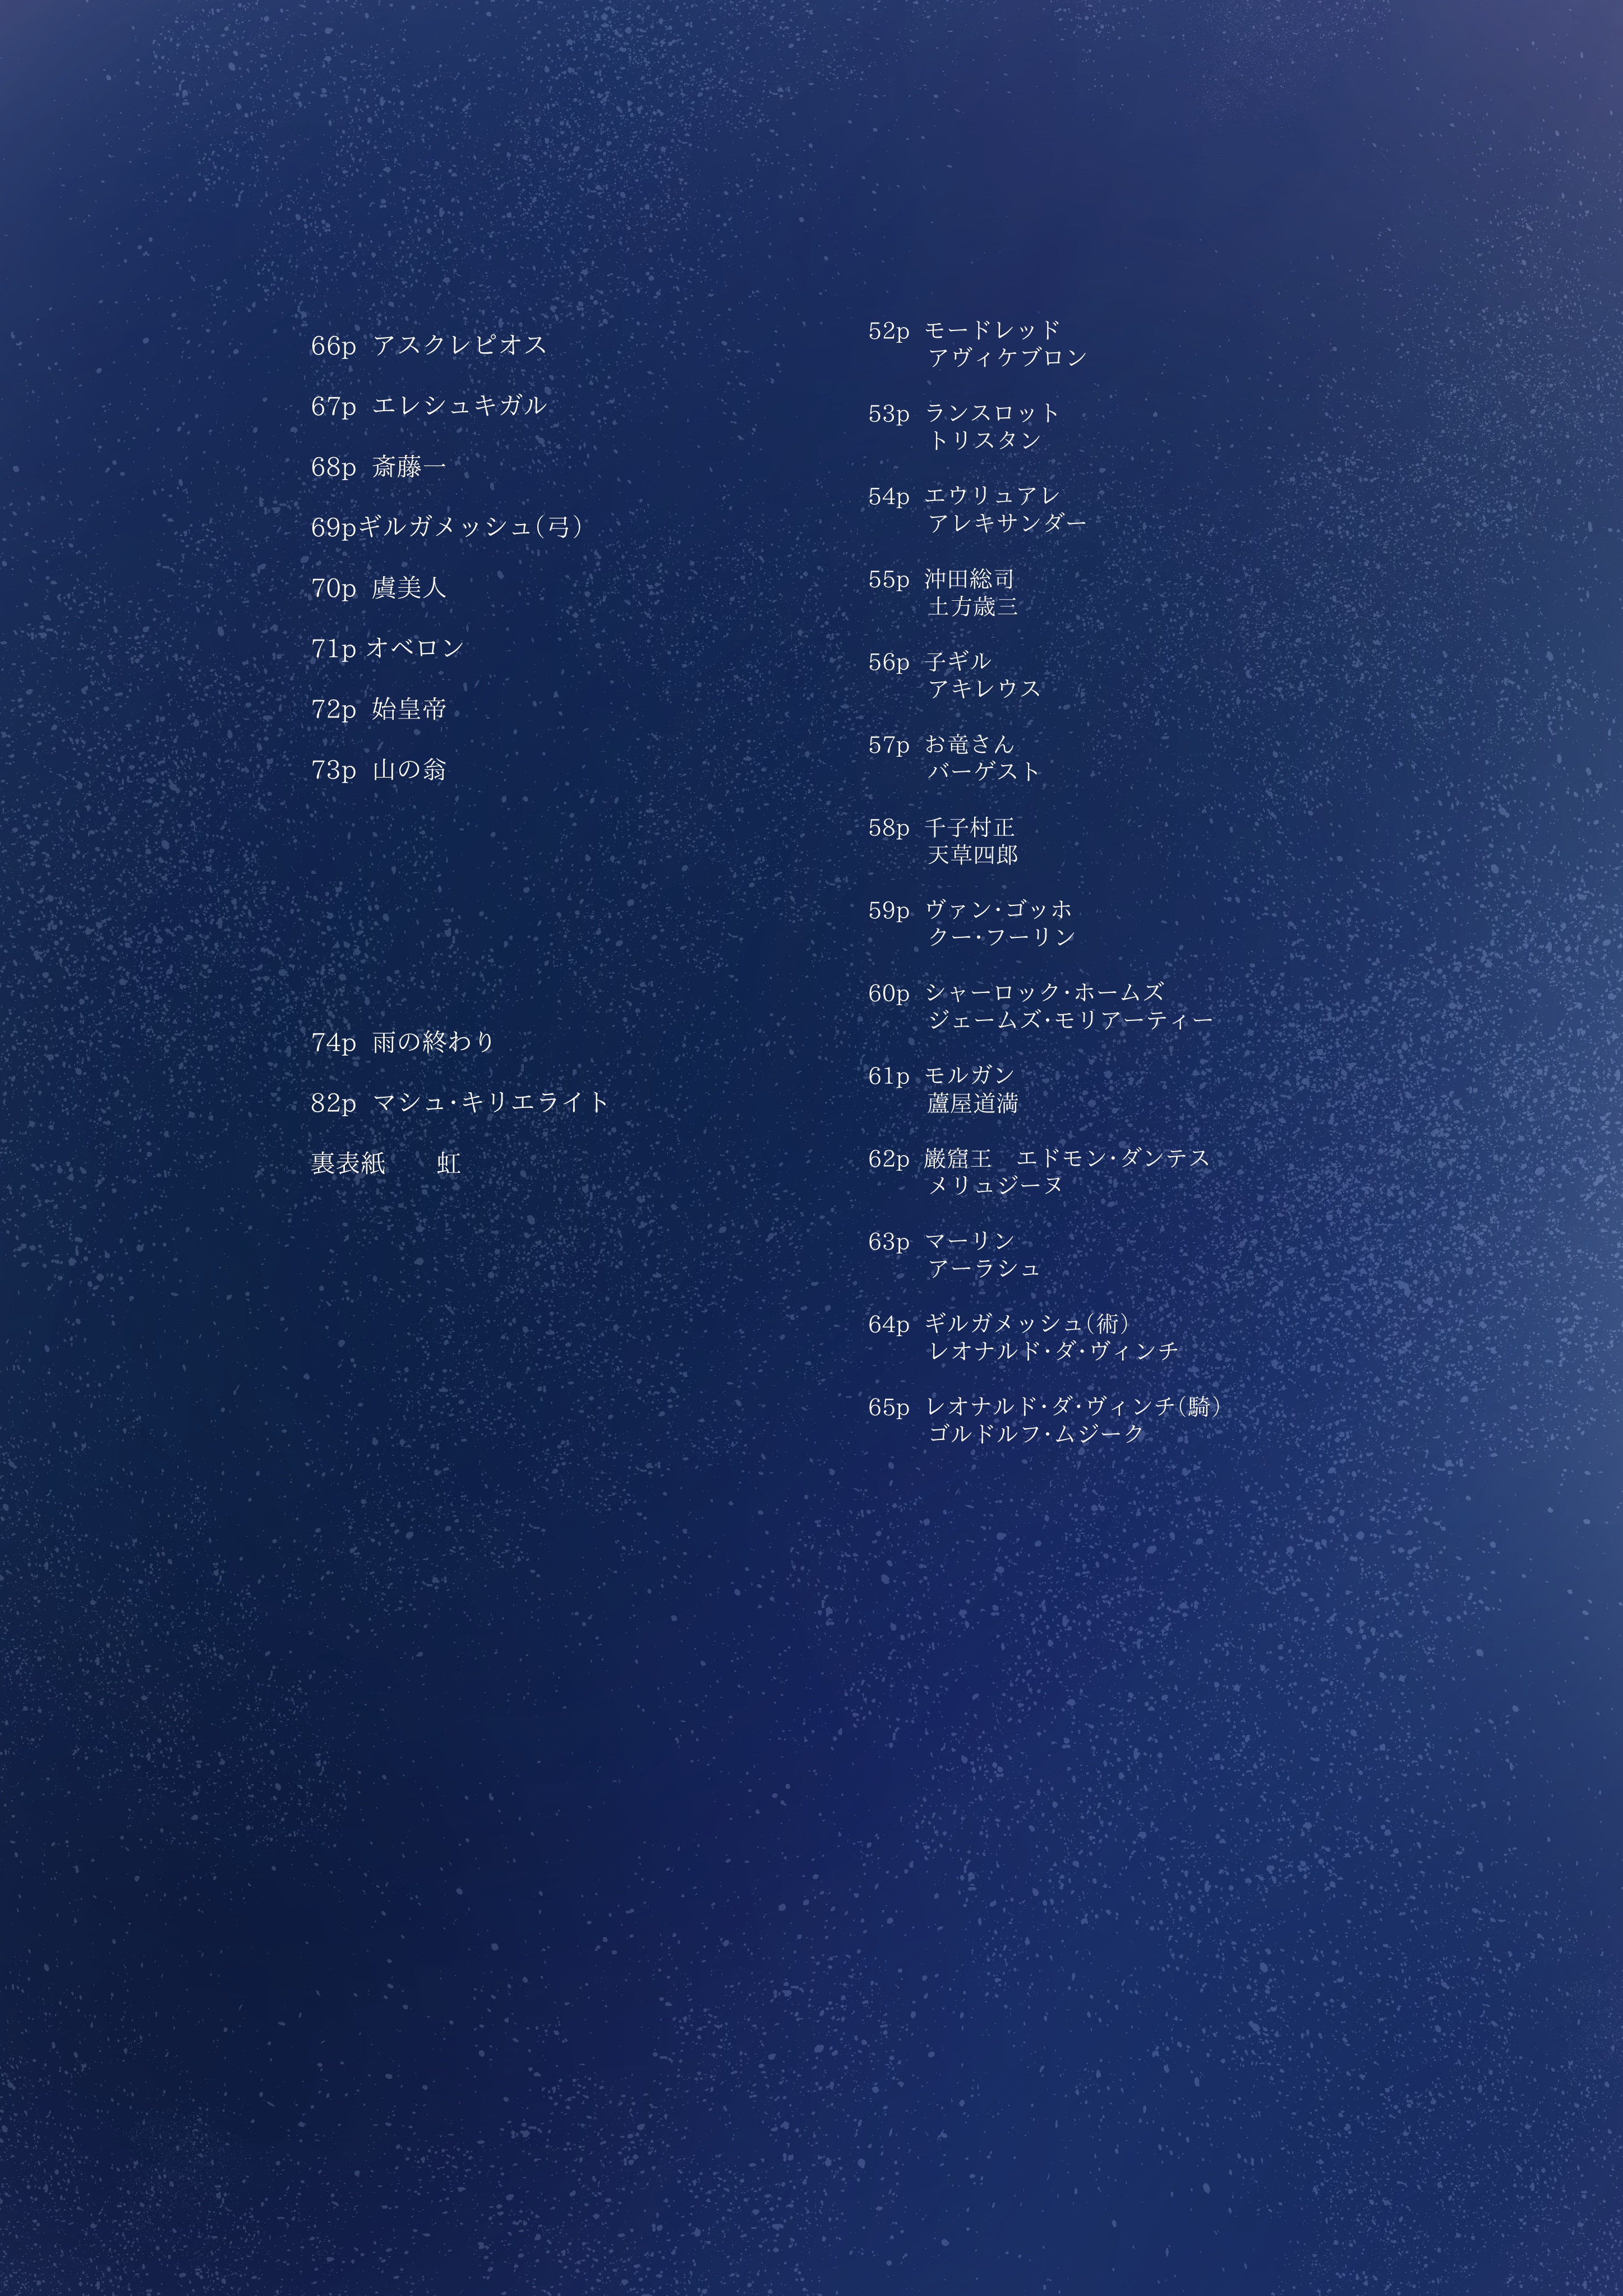 52p モードレッド
アヴィケブロン
53p ランスロット
トリスタン
54p エウリュアレ
アレキサンダー
55p 沖田総司
土方歳三
56p 子ギル
アキレウス
57p お竜さん
バーゲスト
58p 千子村正
天草四郎
59p ヴァン・ゴッホ
クー・フーリン
60p シャーロック・ホームズ
ジェームズ・モリアーティー
61p モルガン
蘆屋道満
62p 巌窟王　エドモン・ダンテス
メリュジーヌ
63p マーリン
アーラシュ
64p ギルガメッシュ（術）
レオナルド・ダ・ヴィンチ
65p レオナルド・ダ・ヴィンチ（騎）
ゴルドルフ・ムジーク
66p アスクレピオス
67p エレシュキガル
68p 斎藤一
69pギルガメッシュ（弓）
70p 虞美人
71p オベロン
72p 始皇帝
73p 山の翁
74p 雨の終わり
82p マシュ・キリエライト
裏表紙　　虹